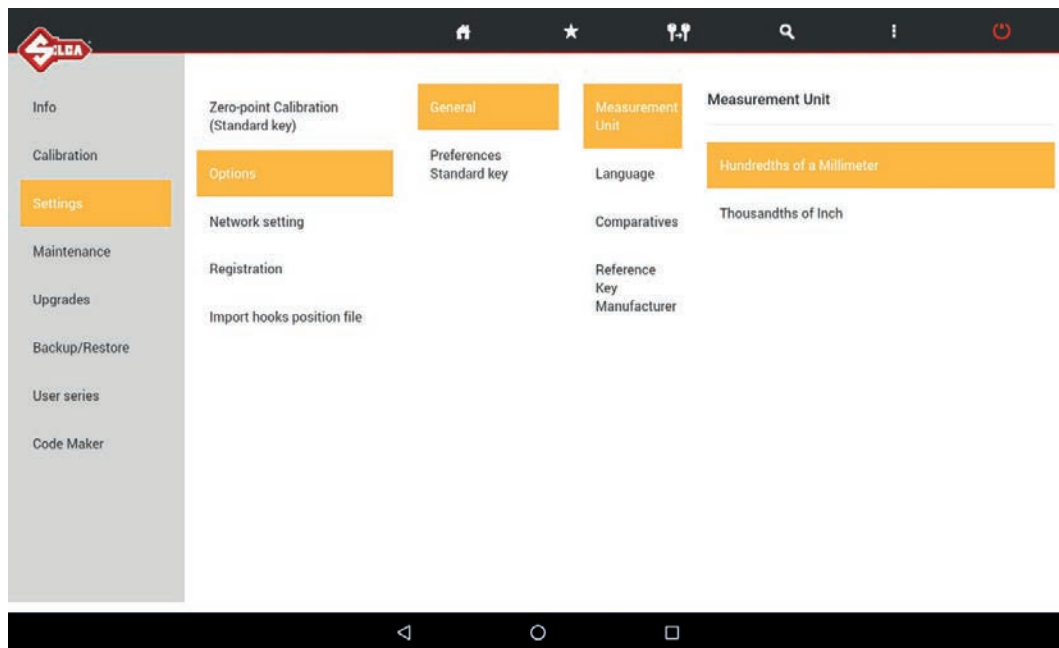 SILCA
Info
Calibration
Settings
Maintenance
Upgrades
Backup/Restore
User series
Code Maker
Zero-point Calibration
(Standard key)
Options
Network setting
Registration
Import hooks position file
General
Preferences
Standard key
Measurement
Unit
Language
Comparatives
Reference
Key
Manufacturer
Measurement Unit
Hundredths of a Millimeter
Thousandths of Inch